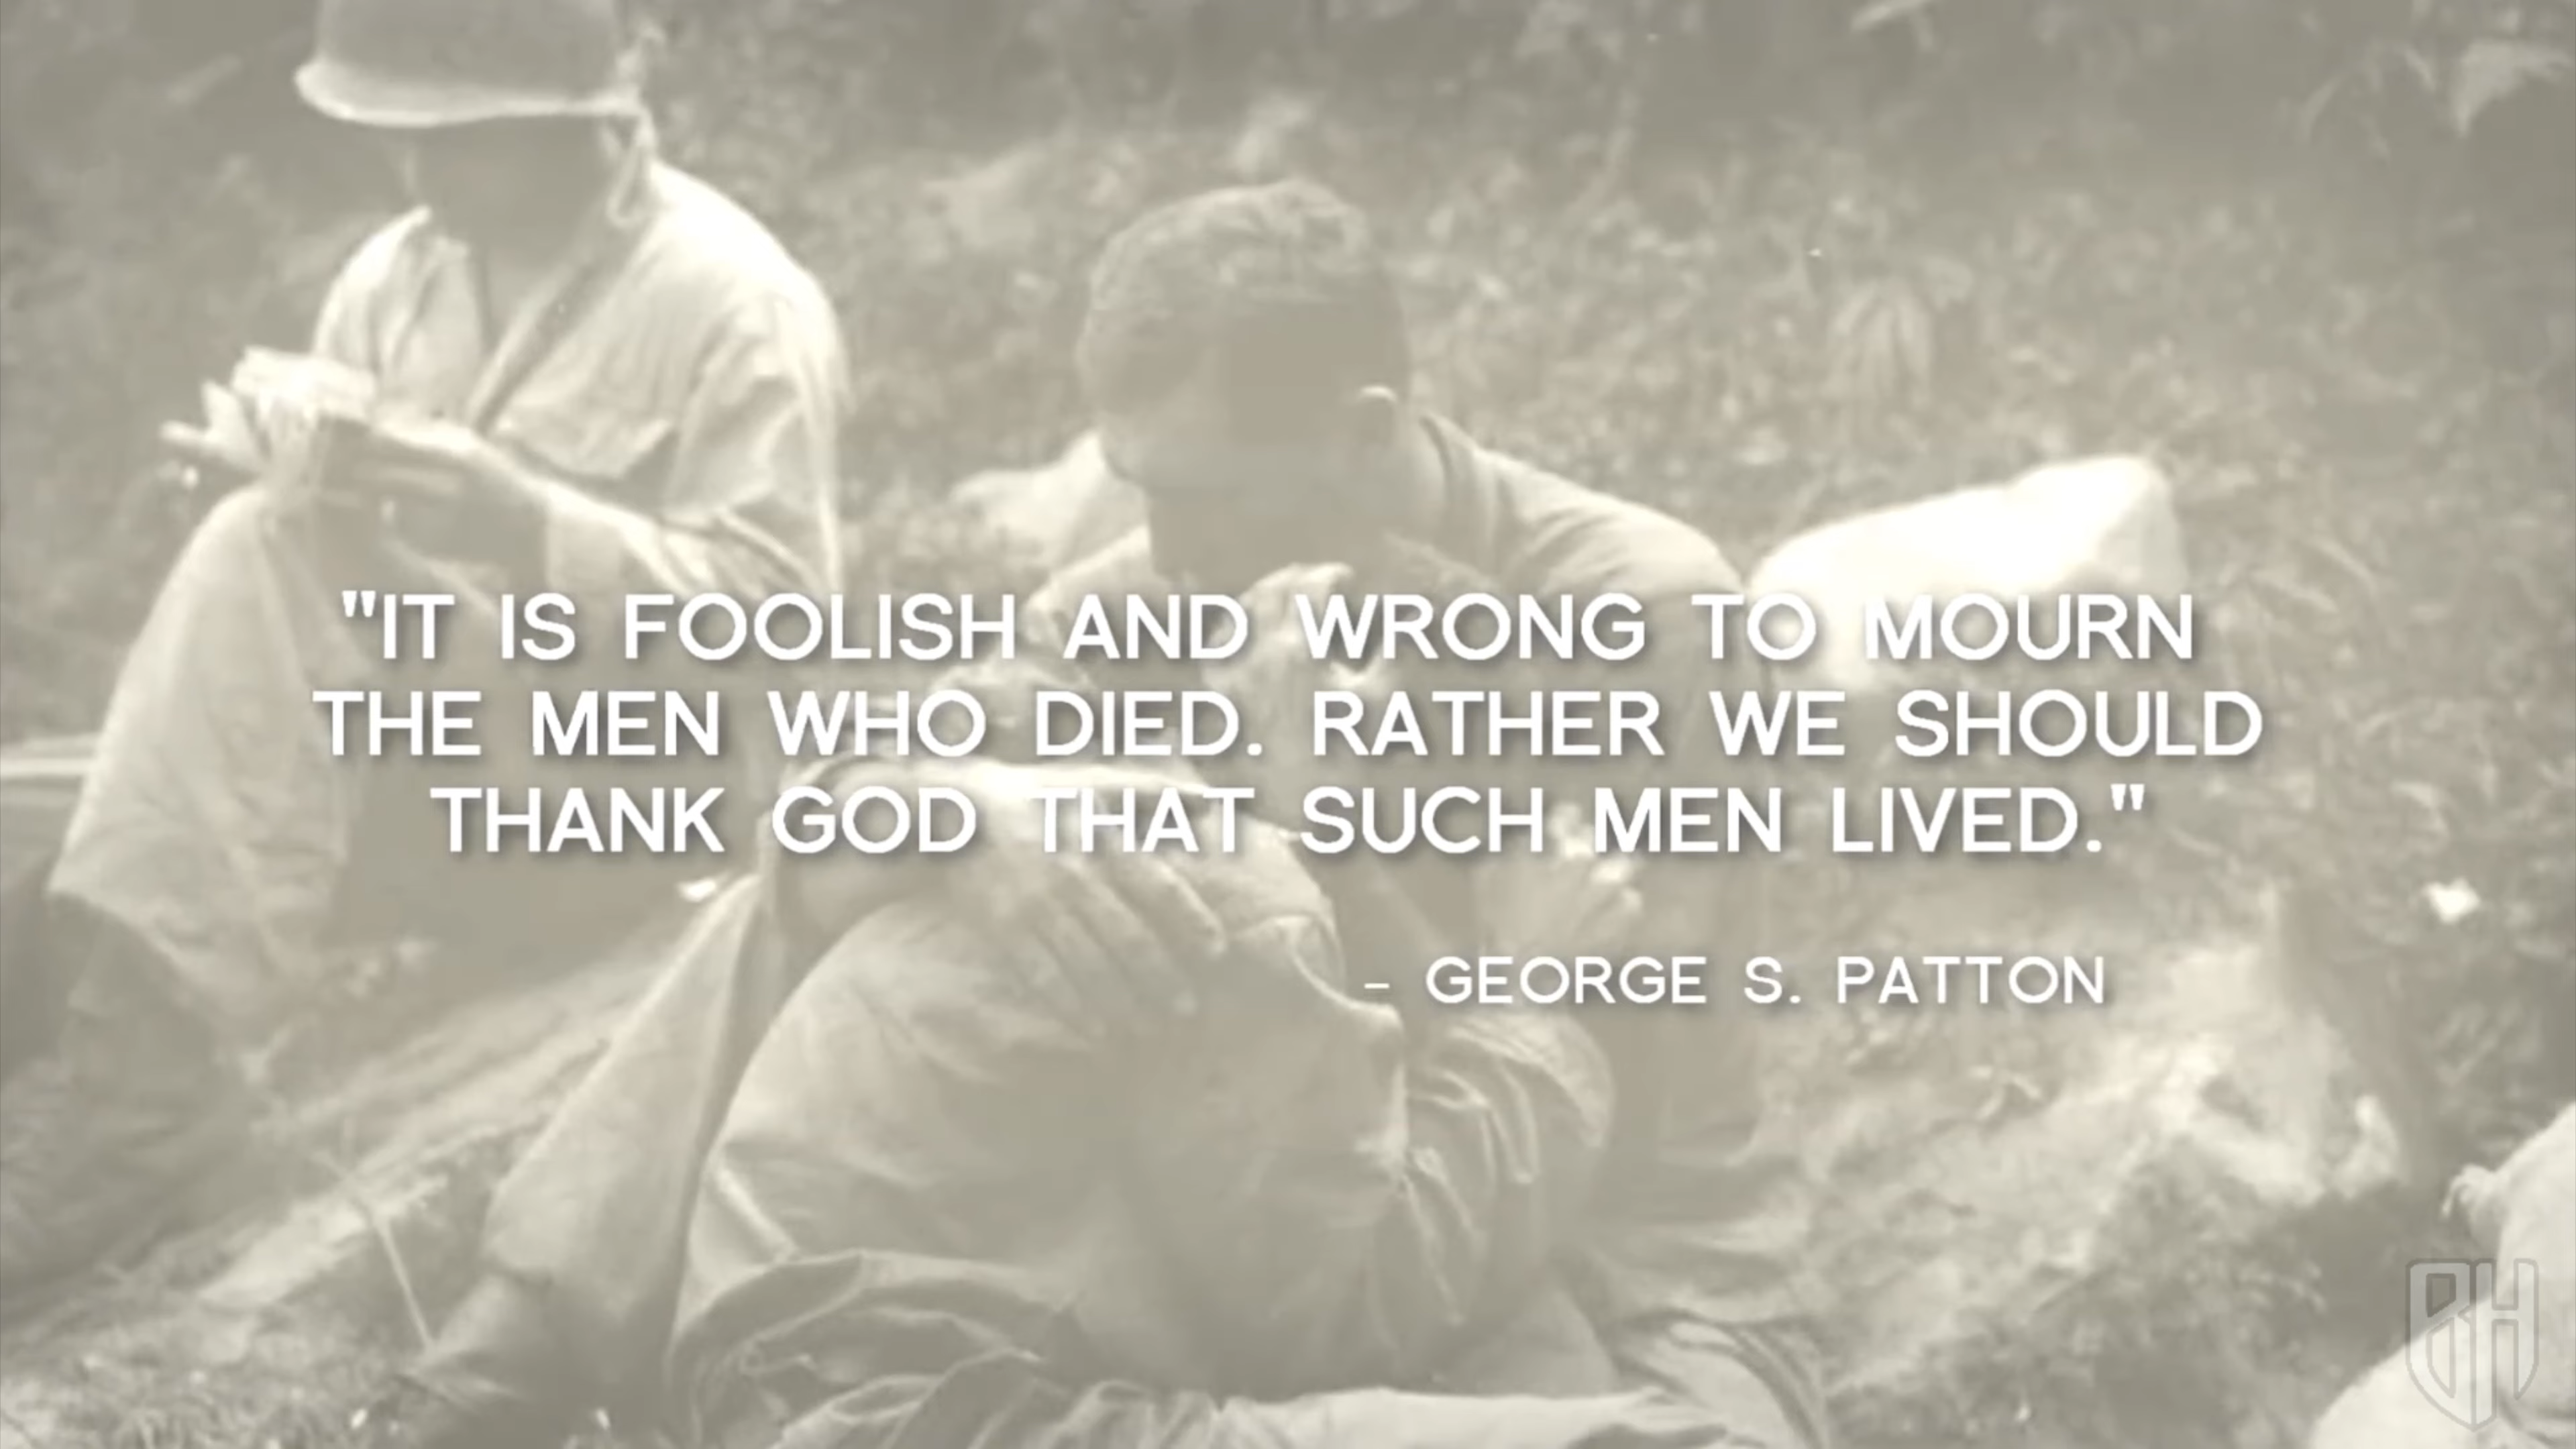 "IT IS FOOLISH AND WRONG TO MOURN
THE MEN WHO DIED. RATHER WE SHOULD
THANK GOD THAT SUCH MEN LIVED."
– GEORGE S. PATTON
BH